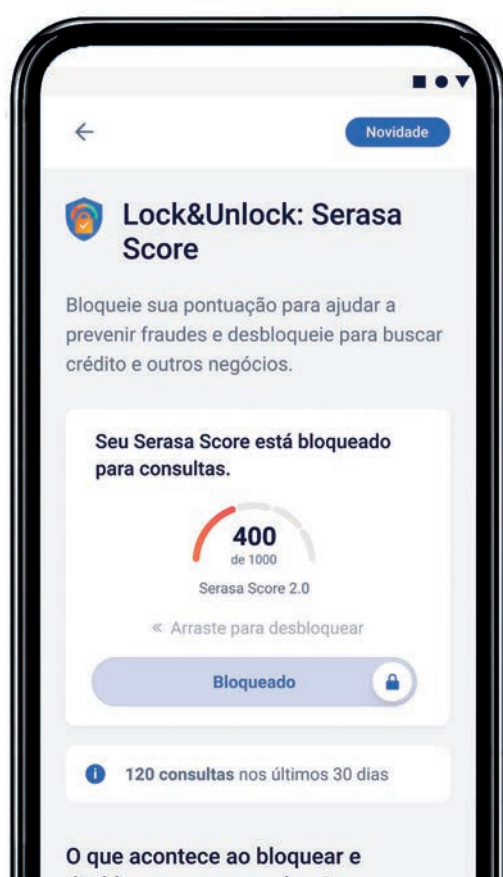 Novidade
Lock&Unlock: Serasa
Score
Bloqueie sua pontuação para ajudar a
prevenir fraudes e desbloqueie para buscar
crédito e outros negócios.
Seu Serasa Score está bloqueado
para consultas.
400
de 1000
Serasa Score 2.0
« Arraste para desbloquear
Bloqueado
120 consultas nos últimos 30 dias
O que acontece ao bloquear e